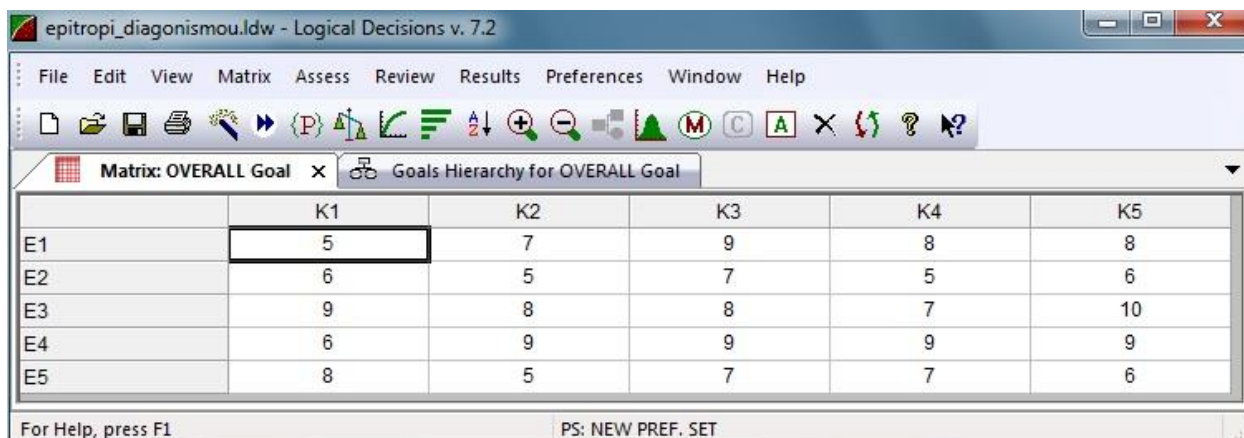 epitropi_diagonismou.ldw - Logical Decisions v. 7.2
File Edit View Matrix Assess Review Results Preferences Window Help
{P} A Z M C A ? ?
Matrix: OVERALL Goal x Goals Hierarchy for OVERALL Goal
K1 K2 K3 K4 K5
E1 5 7 9 8 8
E2 6 5 7 5 6
E3 9 8 8 7 10
E4 6 9 9 9 9
E5 8 5 7 7 6
For Help, press F1 PS: NEW PREF. SET